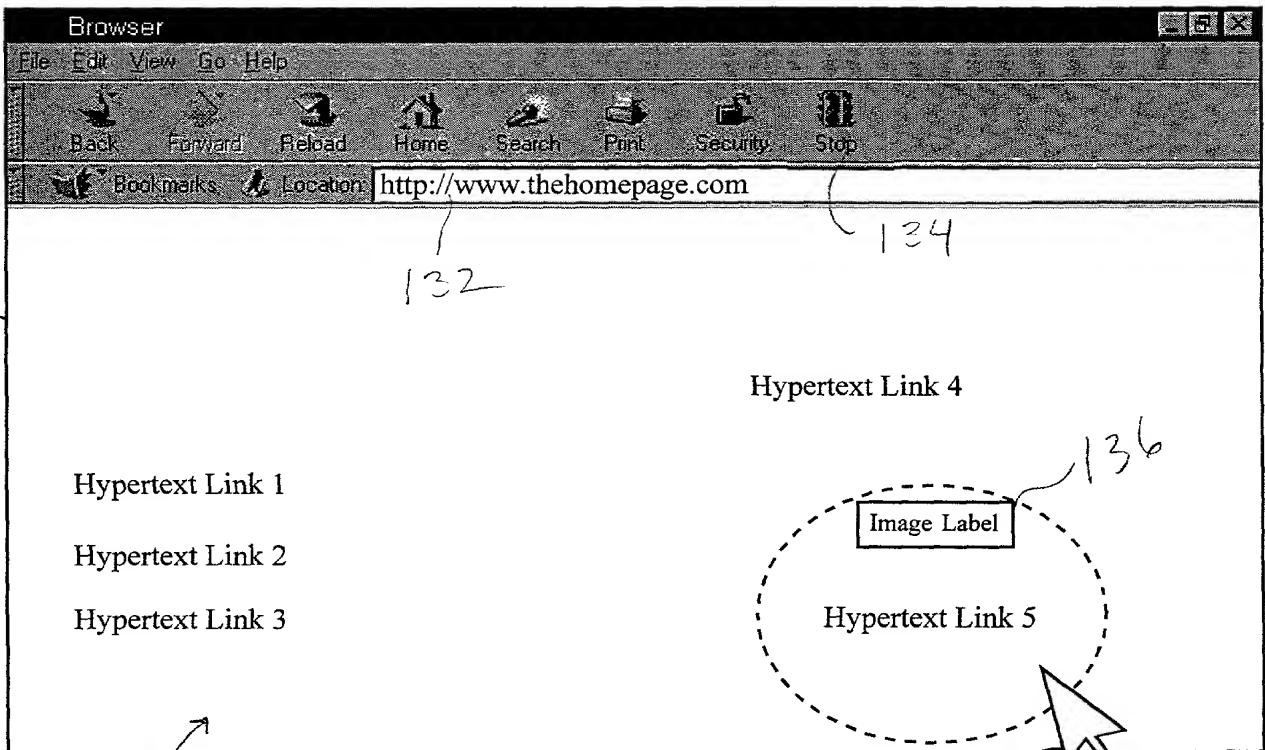 Browser
File Edit View Go Help
Back Forward Reload Home Search Print Security Stop
Bookmarks Location http://www.thehomepage.com
134
132
Hypertext Link 4
136
Hypertext Link 1
Image Label
Hypertext Link 2
Hypertext Link 3
Hypertext Link 5